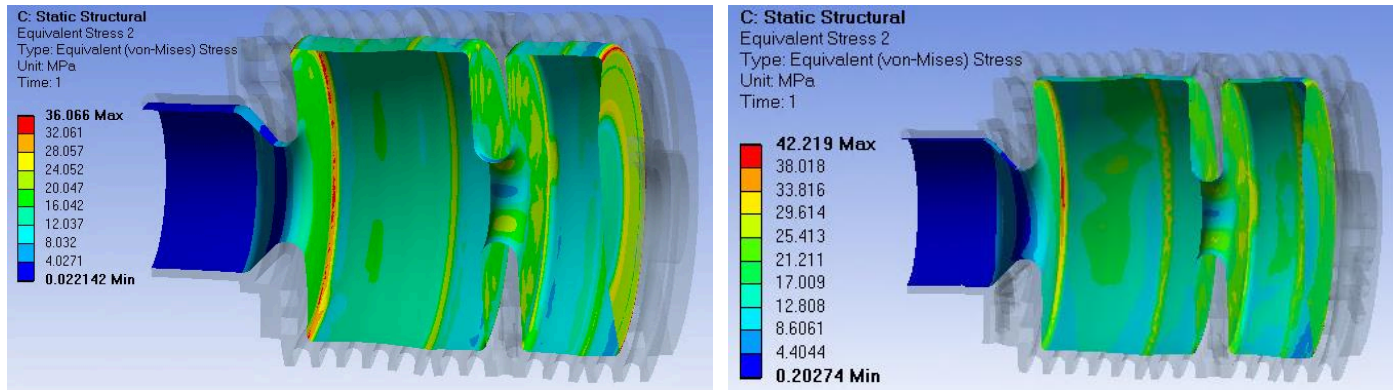 C: Static Structural
Equivalent Stress 2
Type: Equivalent (von-Mises) Stress
Unit: MPa
Time: 1
36.066 Max
32.061
28.057
24.052
20.047
16.042
12.037
8.032
4.0271
0.022142 Min
C: Static Structural
Equivalent Stress 2
Type: Equivalent (von-Mises) Stress
Unit: MPa
Time: 1
42.219 Max
38.018
33.816
29.614
25.413
21.211
17.009
12.808
8.6061
4.4044
0.20274 Min